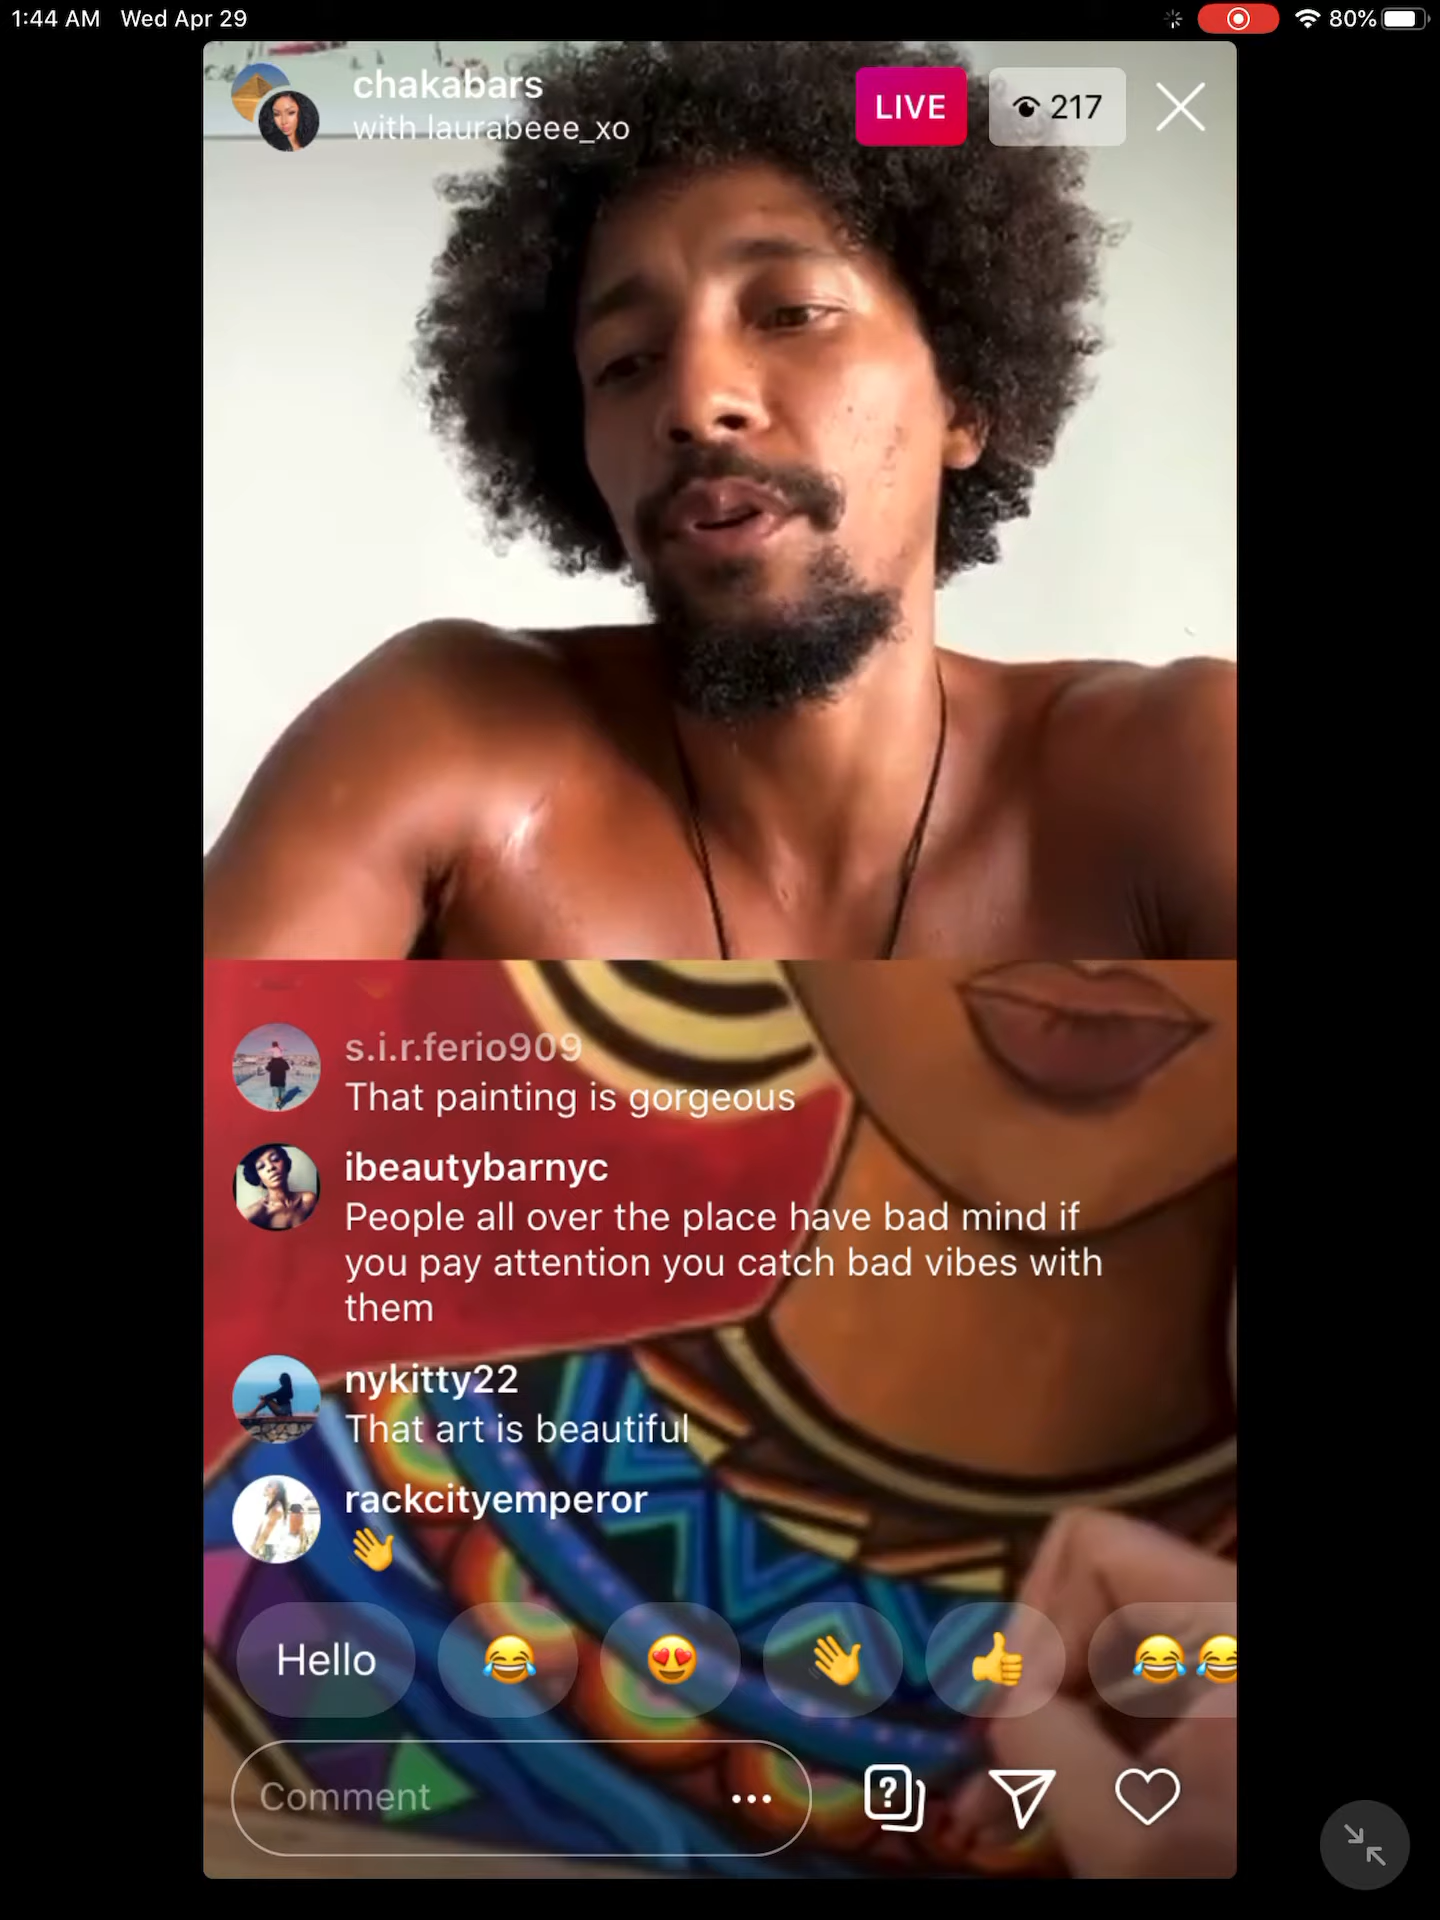 1:44 AM Wed Apr 29
80%
chakabars
with laurabeee_xo
LIVE
217
s.i.r.ferio909
That painting is gorgeous
ibeautybarnyc
People all over the place have bad mind if
you pay attention you catch bad vibes with
them
nykitty22
That art is beautiful
rackcityemperor
👋
Hello 😂 😍 👋 👍 😂😂
Comment